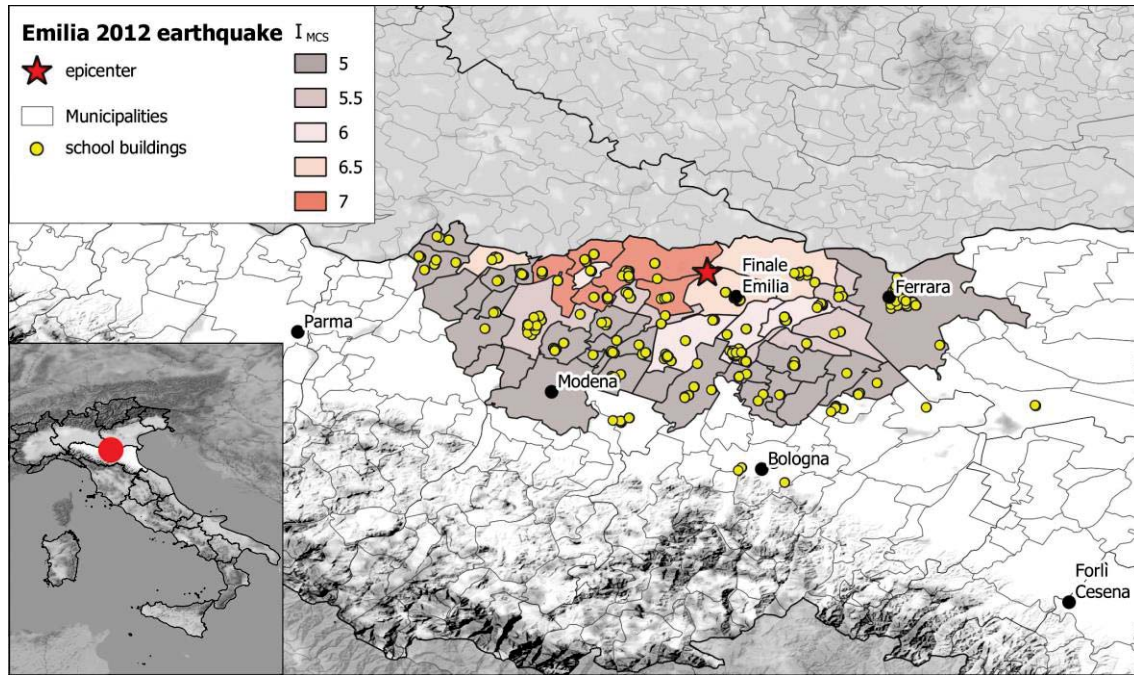 Emilia 2012 earthquake
epicenter
Municipalities
school buildings
I MCS
5
5.5
6
6.5
7
Finale
Emilia
Ferrara
Parma
Modena
Bologna
Forlì
Cesena